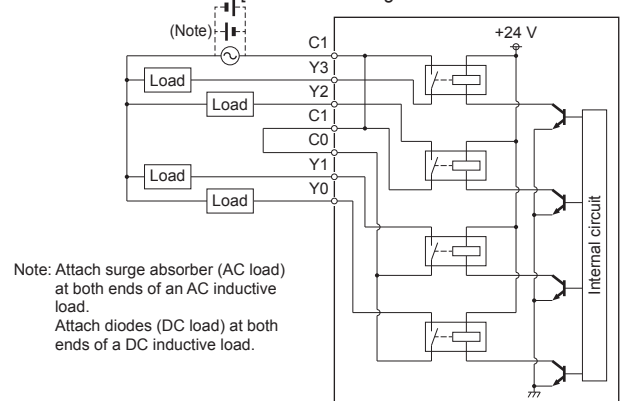 +24 V
(Note)
C1
Y3
Load
Y2
Load
C1
C0
Y1
Load
Y0
Load
Internal circuit
Note: Attach surge absorber (AC load)
at both ends of an AC inductive
load.
Attach diodes (DC load) at both
ends of a DC inductive load.